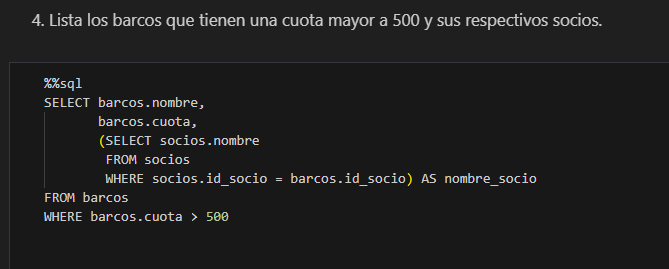 4. Lista los barcos que tienen una cuota mayor a 500 y sus respectivos socios.
%%sql
SELECT barcos.nombre,
       barcos.cuota,
       (SELECT socios.nombre
        FROM socios
        WHERE socios.id_socio = barcos.id_socio) AS nombre_socio
FROM barcos
WHERE barcos.cuota > 500